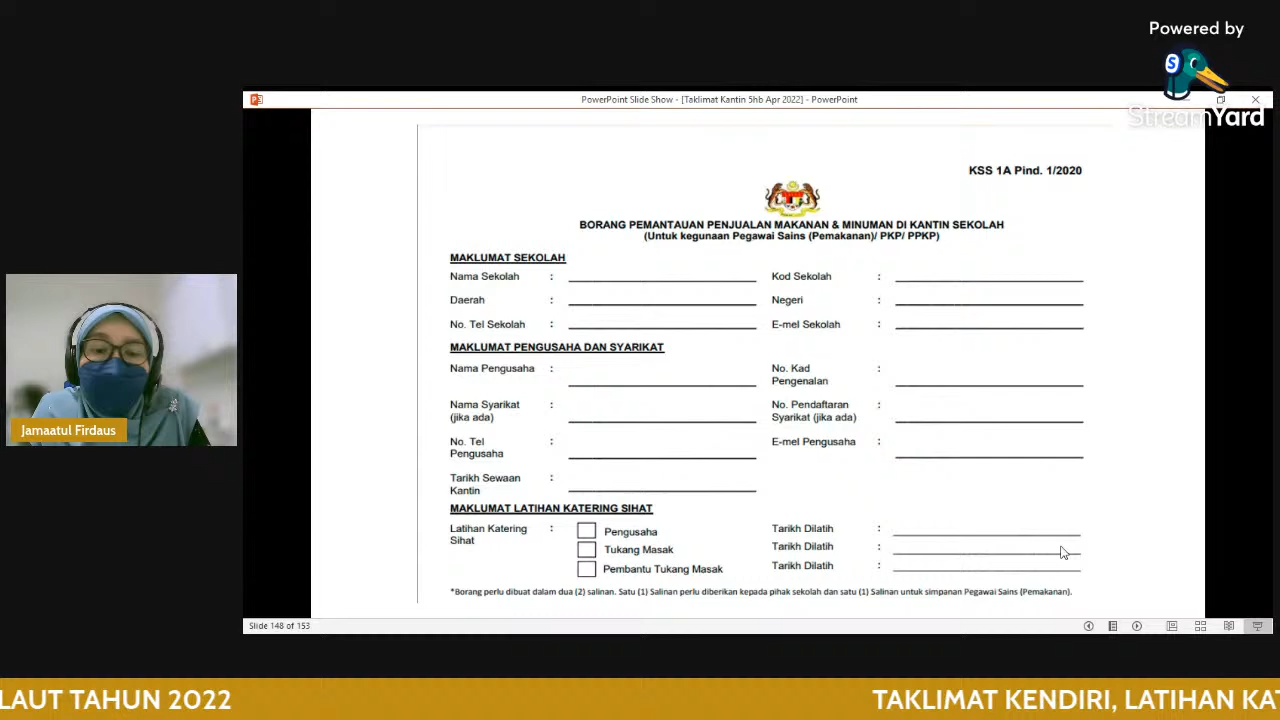 Powered by
StreamYard
PowerPoint Slide Show - [Taklimat Kantin 5hb Apr 2022] - PowerPoint
KSS 1A Pind. 1/2020
BORANG PEMANTAUAN PENJUALAN MAKANAN & MINUMAN DI KANTIN SEKOLAH
(Untuk kegunaan Pegawai Sains (Pemakanan)/ PKP/ PPKP)
MAKLUMAT SEKOLAH
Nama Sekolah : Kod Sekolah :
Daerah : Negeri :
No. Tel Sekolah : E-mel Sekolah :
MAKLUMAT PENGUSAHA DAN SYARIKAT
Nama Pengusaha : No. Kad :
Pengenalan
Nama Syarikat : No. Pendaftaran :
(jika ada) Syarikat (jika ada)
No. Tel : E-mel Pengusaha :
Pengusaha
Tarikh Sewaan :
Kantin
MAKLUMAT LATIHAN KATERING SIHAT
Latihan Katering : Pengusaha Tarikh Dilatih :
Sihat
Tukang Masak Tarikh Dilatih :
Pembantu Tukang Masak Tarikh Dilatih :
*Borang perlu dibuat dalam dua (2) salinan. Satu (1) Salinan perlu diberikan kepada pihak sekolah dan satu (1) Salinan untuk simpanan Pegawai Sains (Pemakanan).
Slide 148 of 153
Jamaatul Firdaus
LAUT TAHUN 2022 TAKLIMAT KENDIRI, LATIHAN KAT